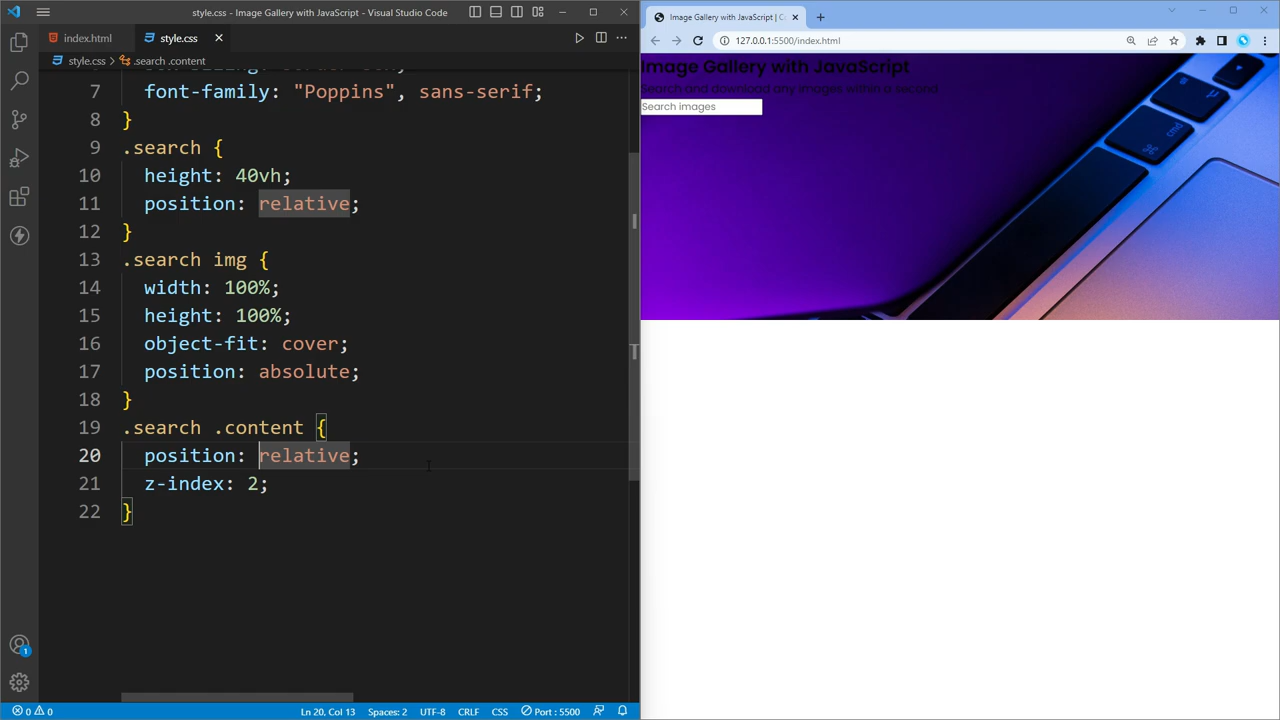 style.css - Image Gallery with JavaScript - Visual Studio Code
index.html
style.css
style.css > .search .content
7 font-family: "Poppins", sans-serif;
8 }
9 .search {
10 height: 40vh;
11 position: relative;
12 }
13 .search img {
14 width: 100%;
15 height: 100%;
16 object-fit: cover;
17 position: absolute;
18 }
19 .search .content {
20 position: relative;
21 z-index: 2;
22 }
1
0 0
Ln 20, Col 13
Spaces: 2
UTF-8
CRLF
CSS
Port : 5500
Image Gallery with JavaScript | C
127.0.0.1:5500/index.html
Image Gallery with JavaScript
Search and download any images within a second
Search images
cmd